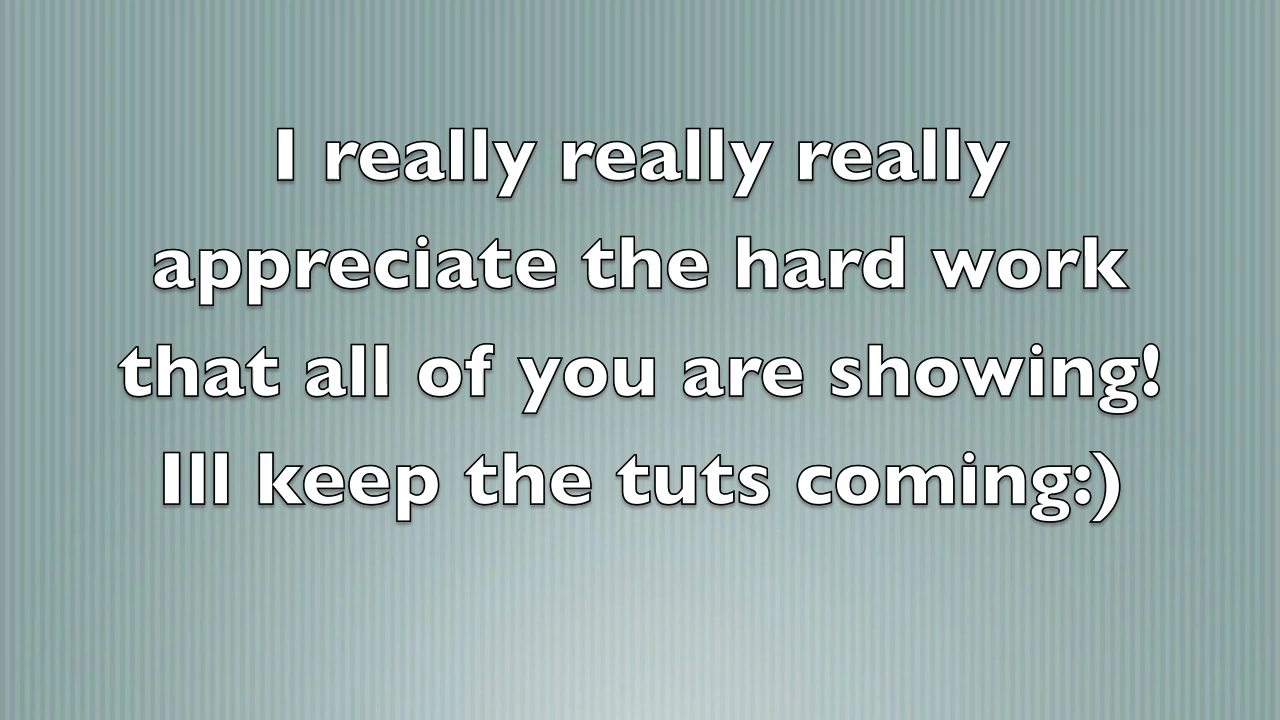 I really really really
appreciate the hard work
that all of you are showing!
Ill keep the tuts coming:)